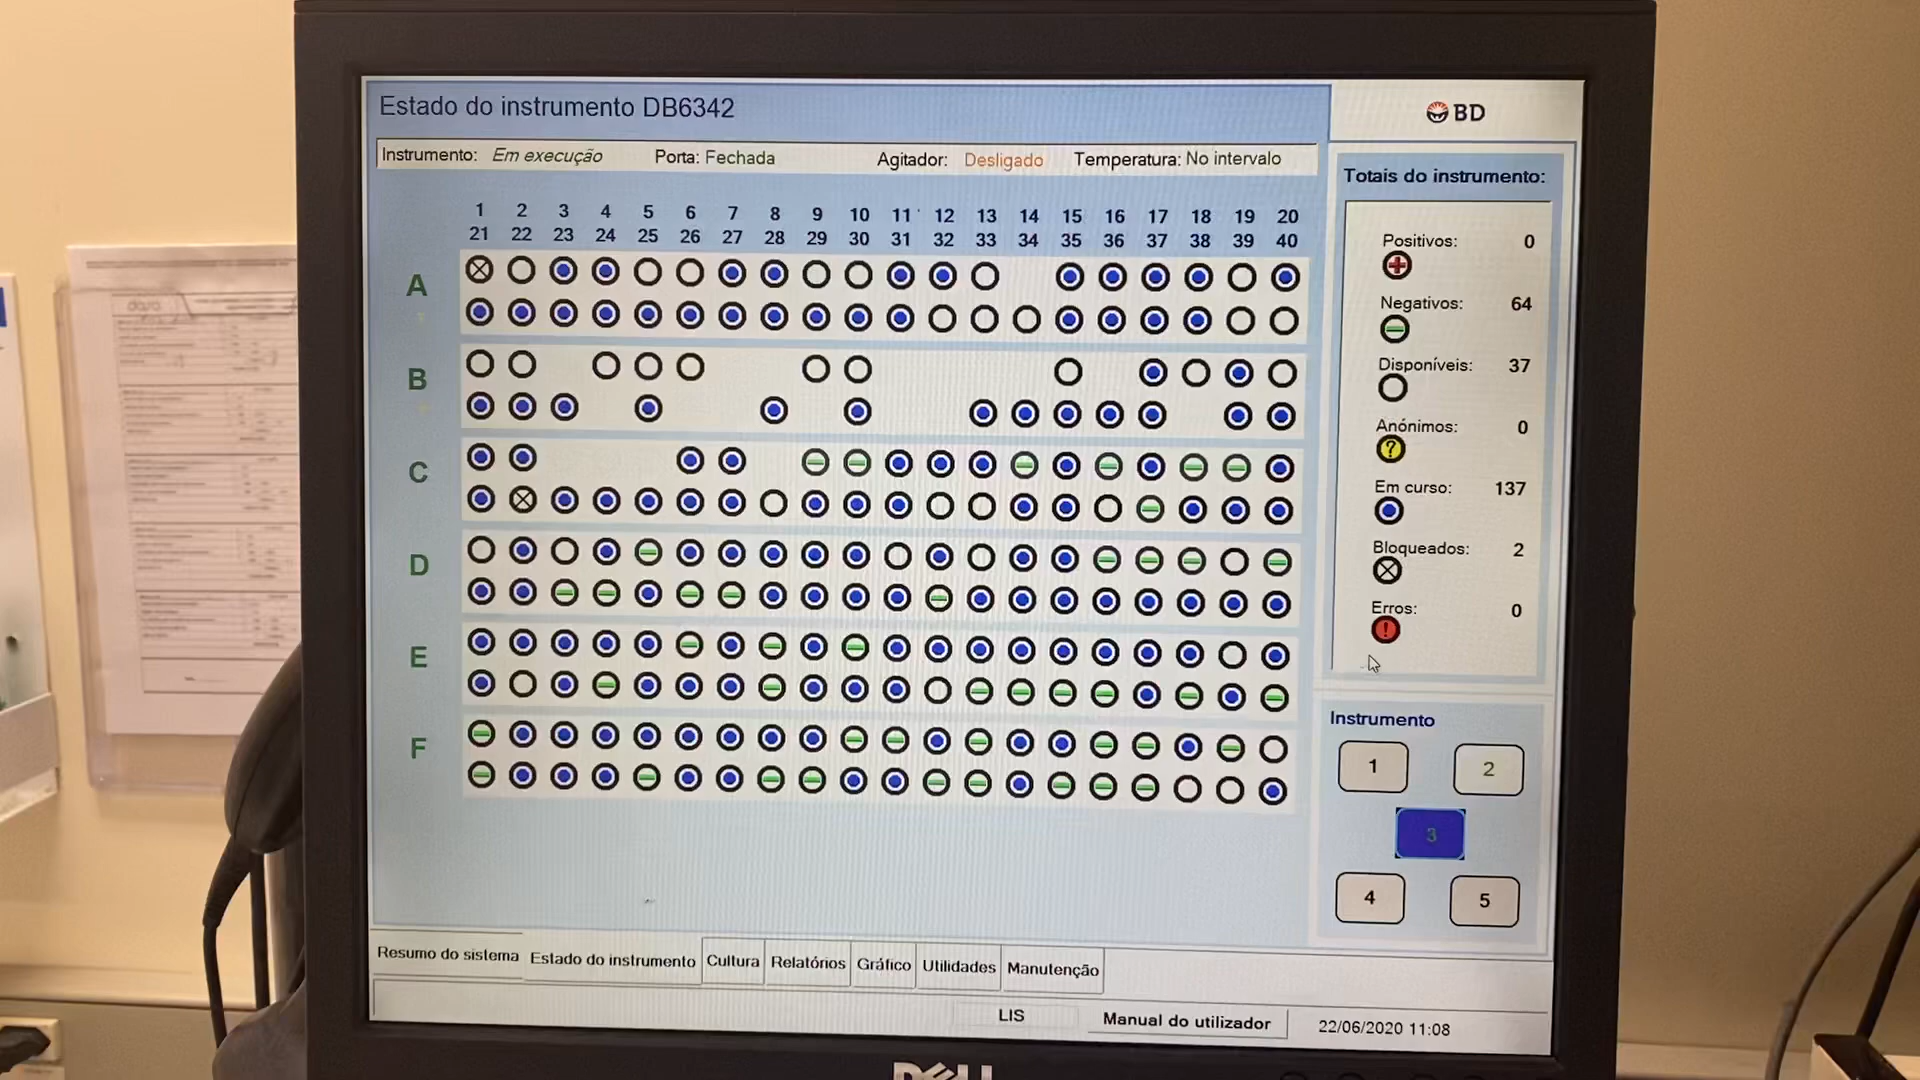 Estado do instrumento DB6342
BD
Instrumento: Em execução Porta: Fechada Agitador: Desligado Temperatura: No intervalo
Totais do instrumento:
1 2 3 4 5 6 7 8 9 10 11 12 13 14 15 16 17 18 19 20
21 22 23 24 25 26 27 28 29 30 31 32 33 34 35 36 37 38 39 40
A
B
C
D
E
F
Positivos: 0
Negativos: 64
Disponíveis: 37
Anónimos: 0
?
Em curso: 137
Bloqueados: 2
Erros: 0
!
Instrumento
1 2
3
4 5
Resumo do sistema Estado do instrumento Cultura Relatórios Gráfico Utilidades Manutenção
LIS Manual do utilizador 22/06/2020 11:08
DELL